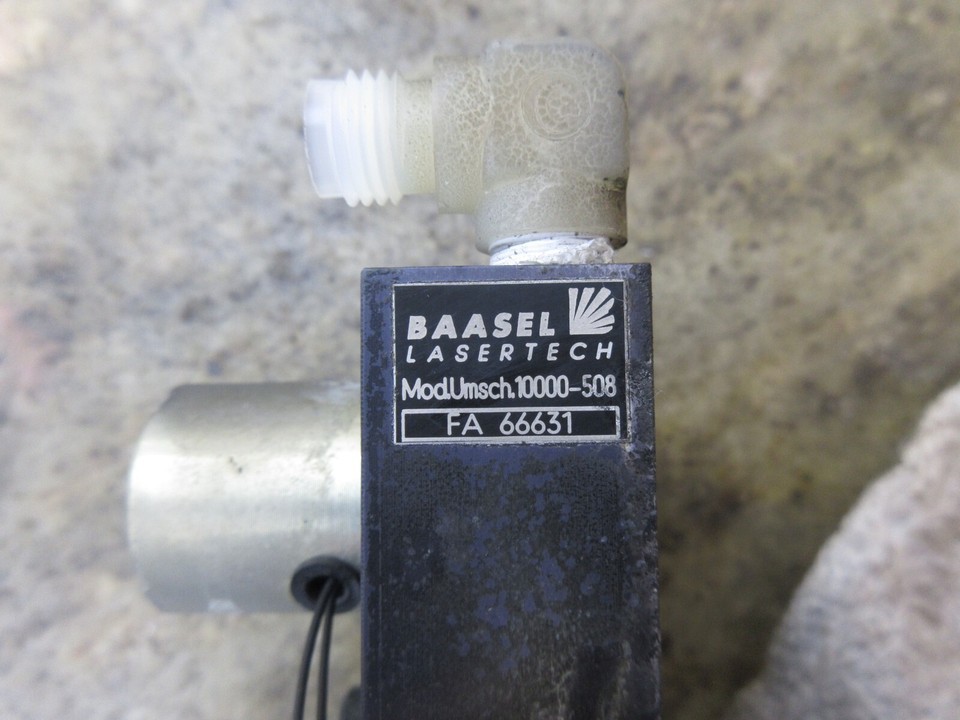 BAASEL
LASERTECH
Mod.Umsch.10000-508
FA 66631